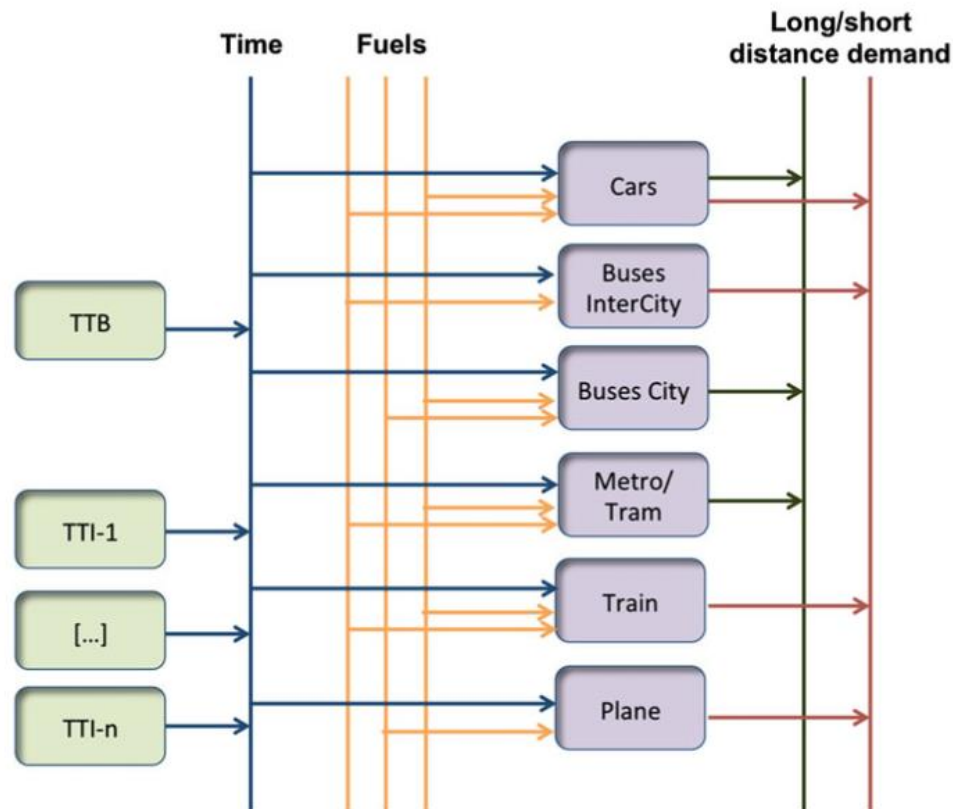 Long/short
distance demand
Time
Fuels
Cars
Buses
InterCity
TTB
Buses City
Metro/
Tram
TTI-1
Train
[...]
TTI-n
Plane